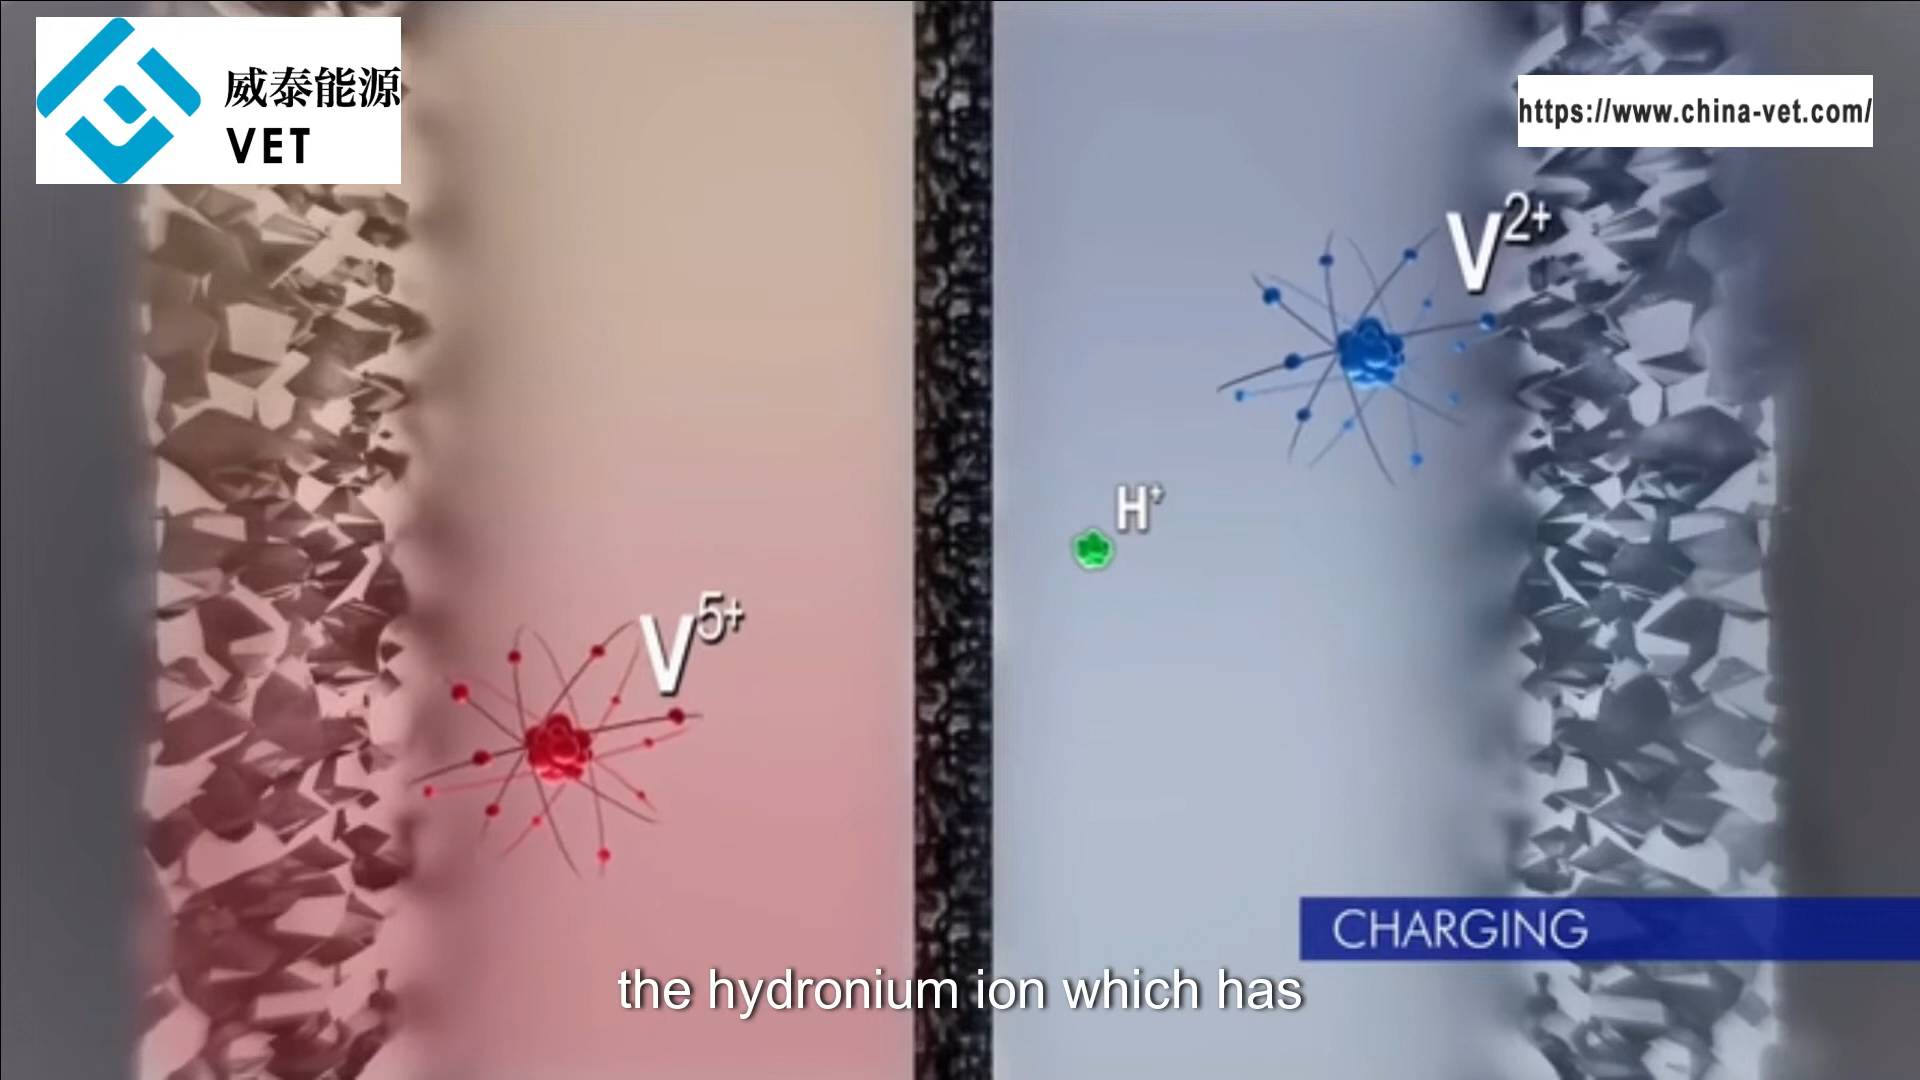 威泰能源
VET
https://www.china-vet.com/
V2+
H+
V5+
CHARGING
the hydronium ion which has